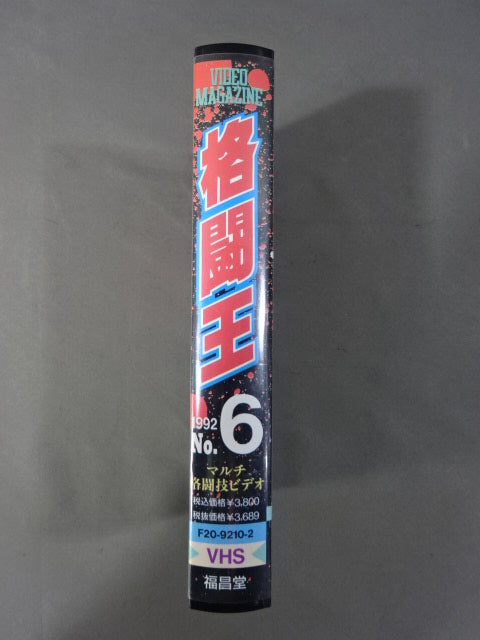 VIDEO
MAGAZINE
格闘王
1992
No.6
マルチ
格闘技ビデオ
税込価格¥3,800
税抜価格¥3,689
F20-9210-2
VHS
福昌堂